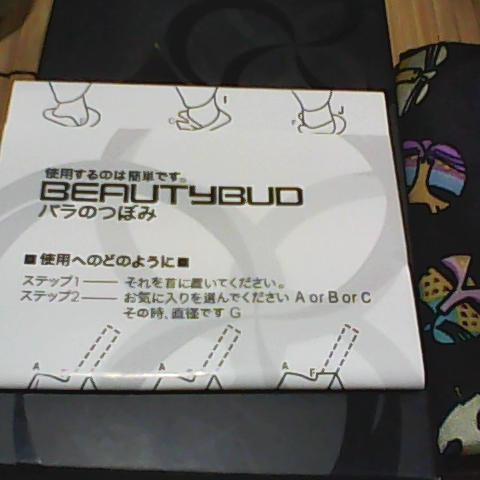 I
J
C
F
使用するのは簡単です。
BEAUTYBUD
バラのつぼみ
■使用へのどのように■
ステップ1—— それを首に置いてください。
ステップ2—— お気に入りを選んでください A or B or C
その時、直径です G
A
A
A F